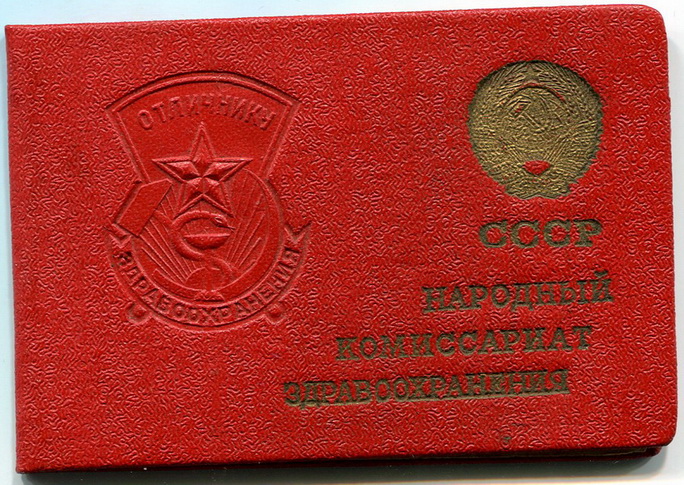 ОТЛИЧНИКУ
ЗДРАВООХРАНЕНИЯ
СССР
НАРОДНЫЙ
КОМИССАРИАТ
ЗДРАВООХРАНЕНИЯ